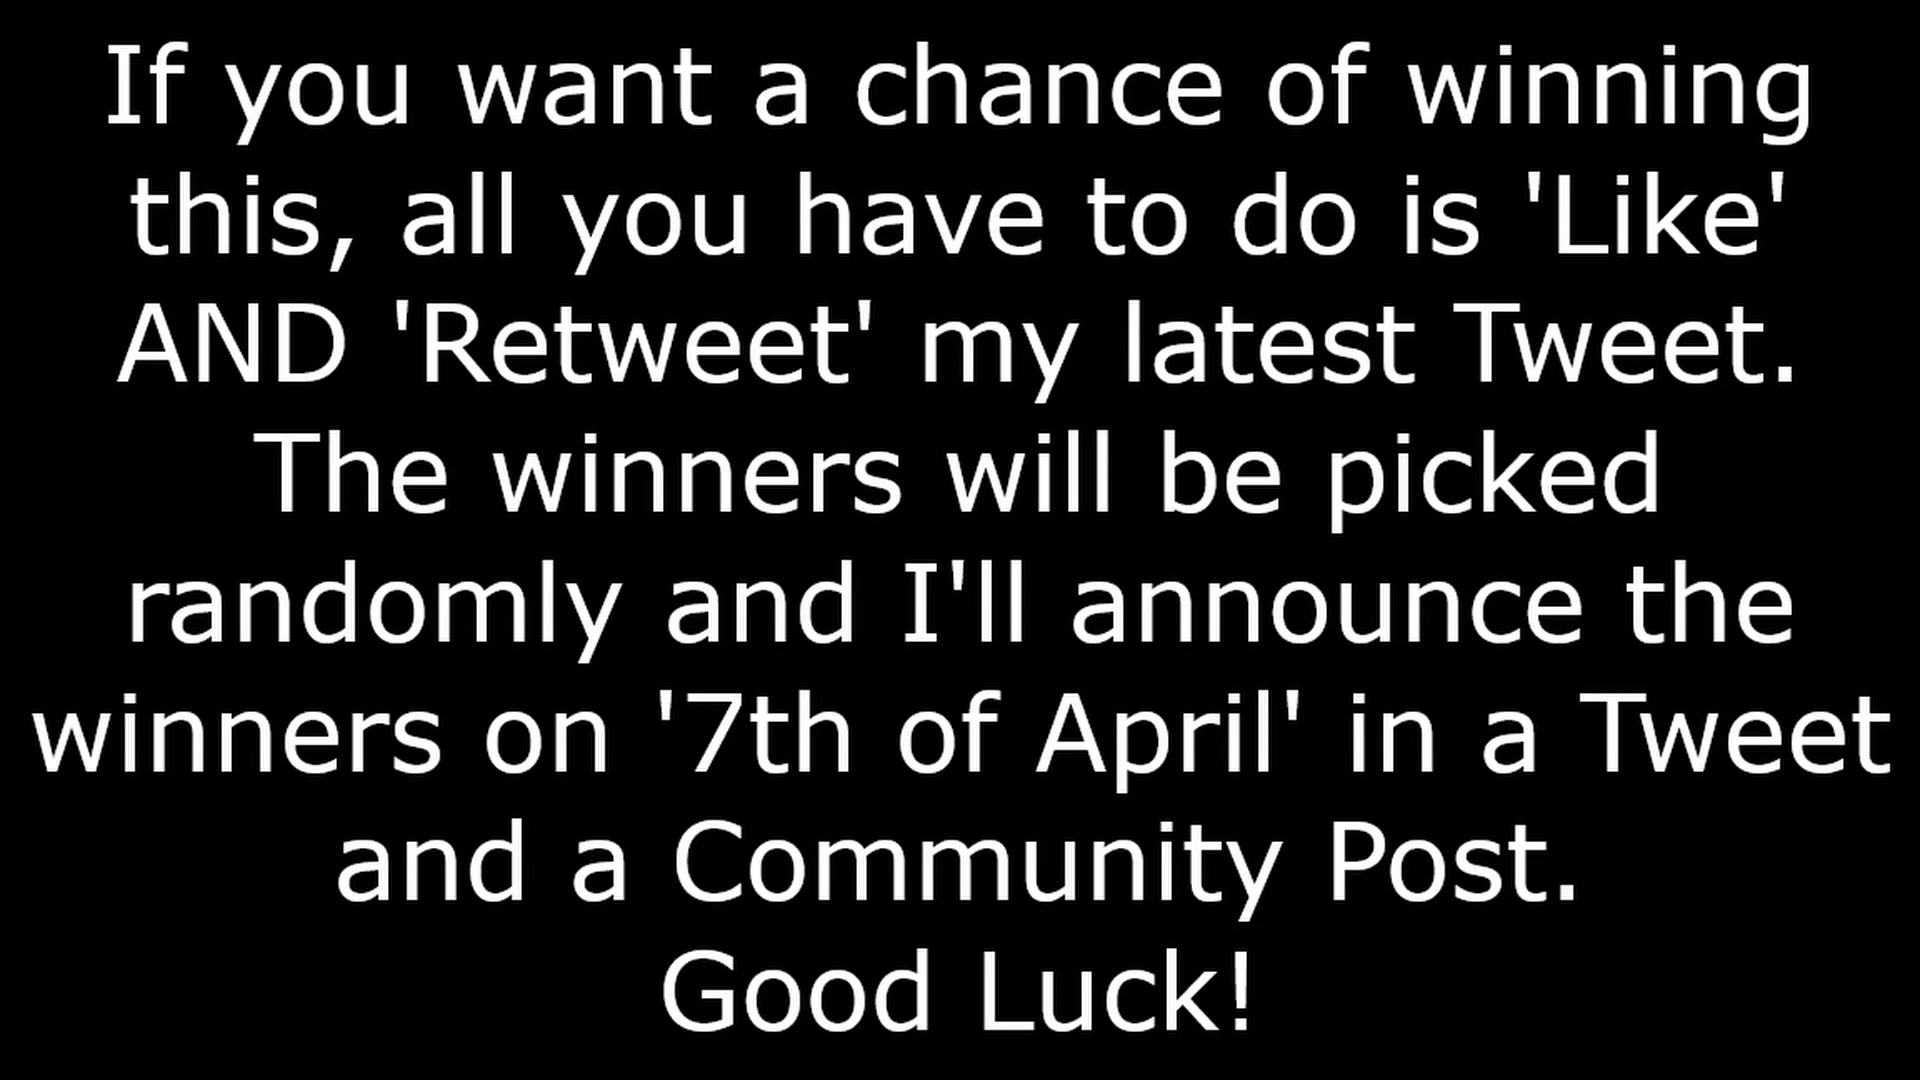 If you want a chance of winning
this, all you have to do is 'Like'
AND 'Retweet' my latest Tweet.
The winners will be picked
randomly and I'll announce the
winners on '7th of April' in a Tweet
and a Community Post.
Good Luck!